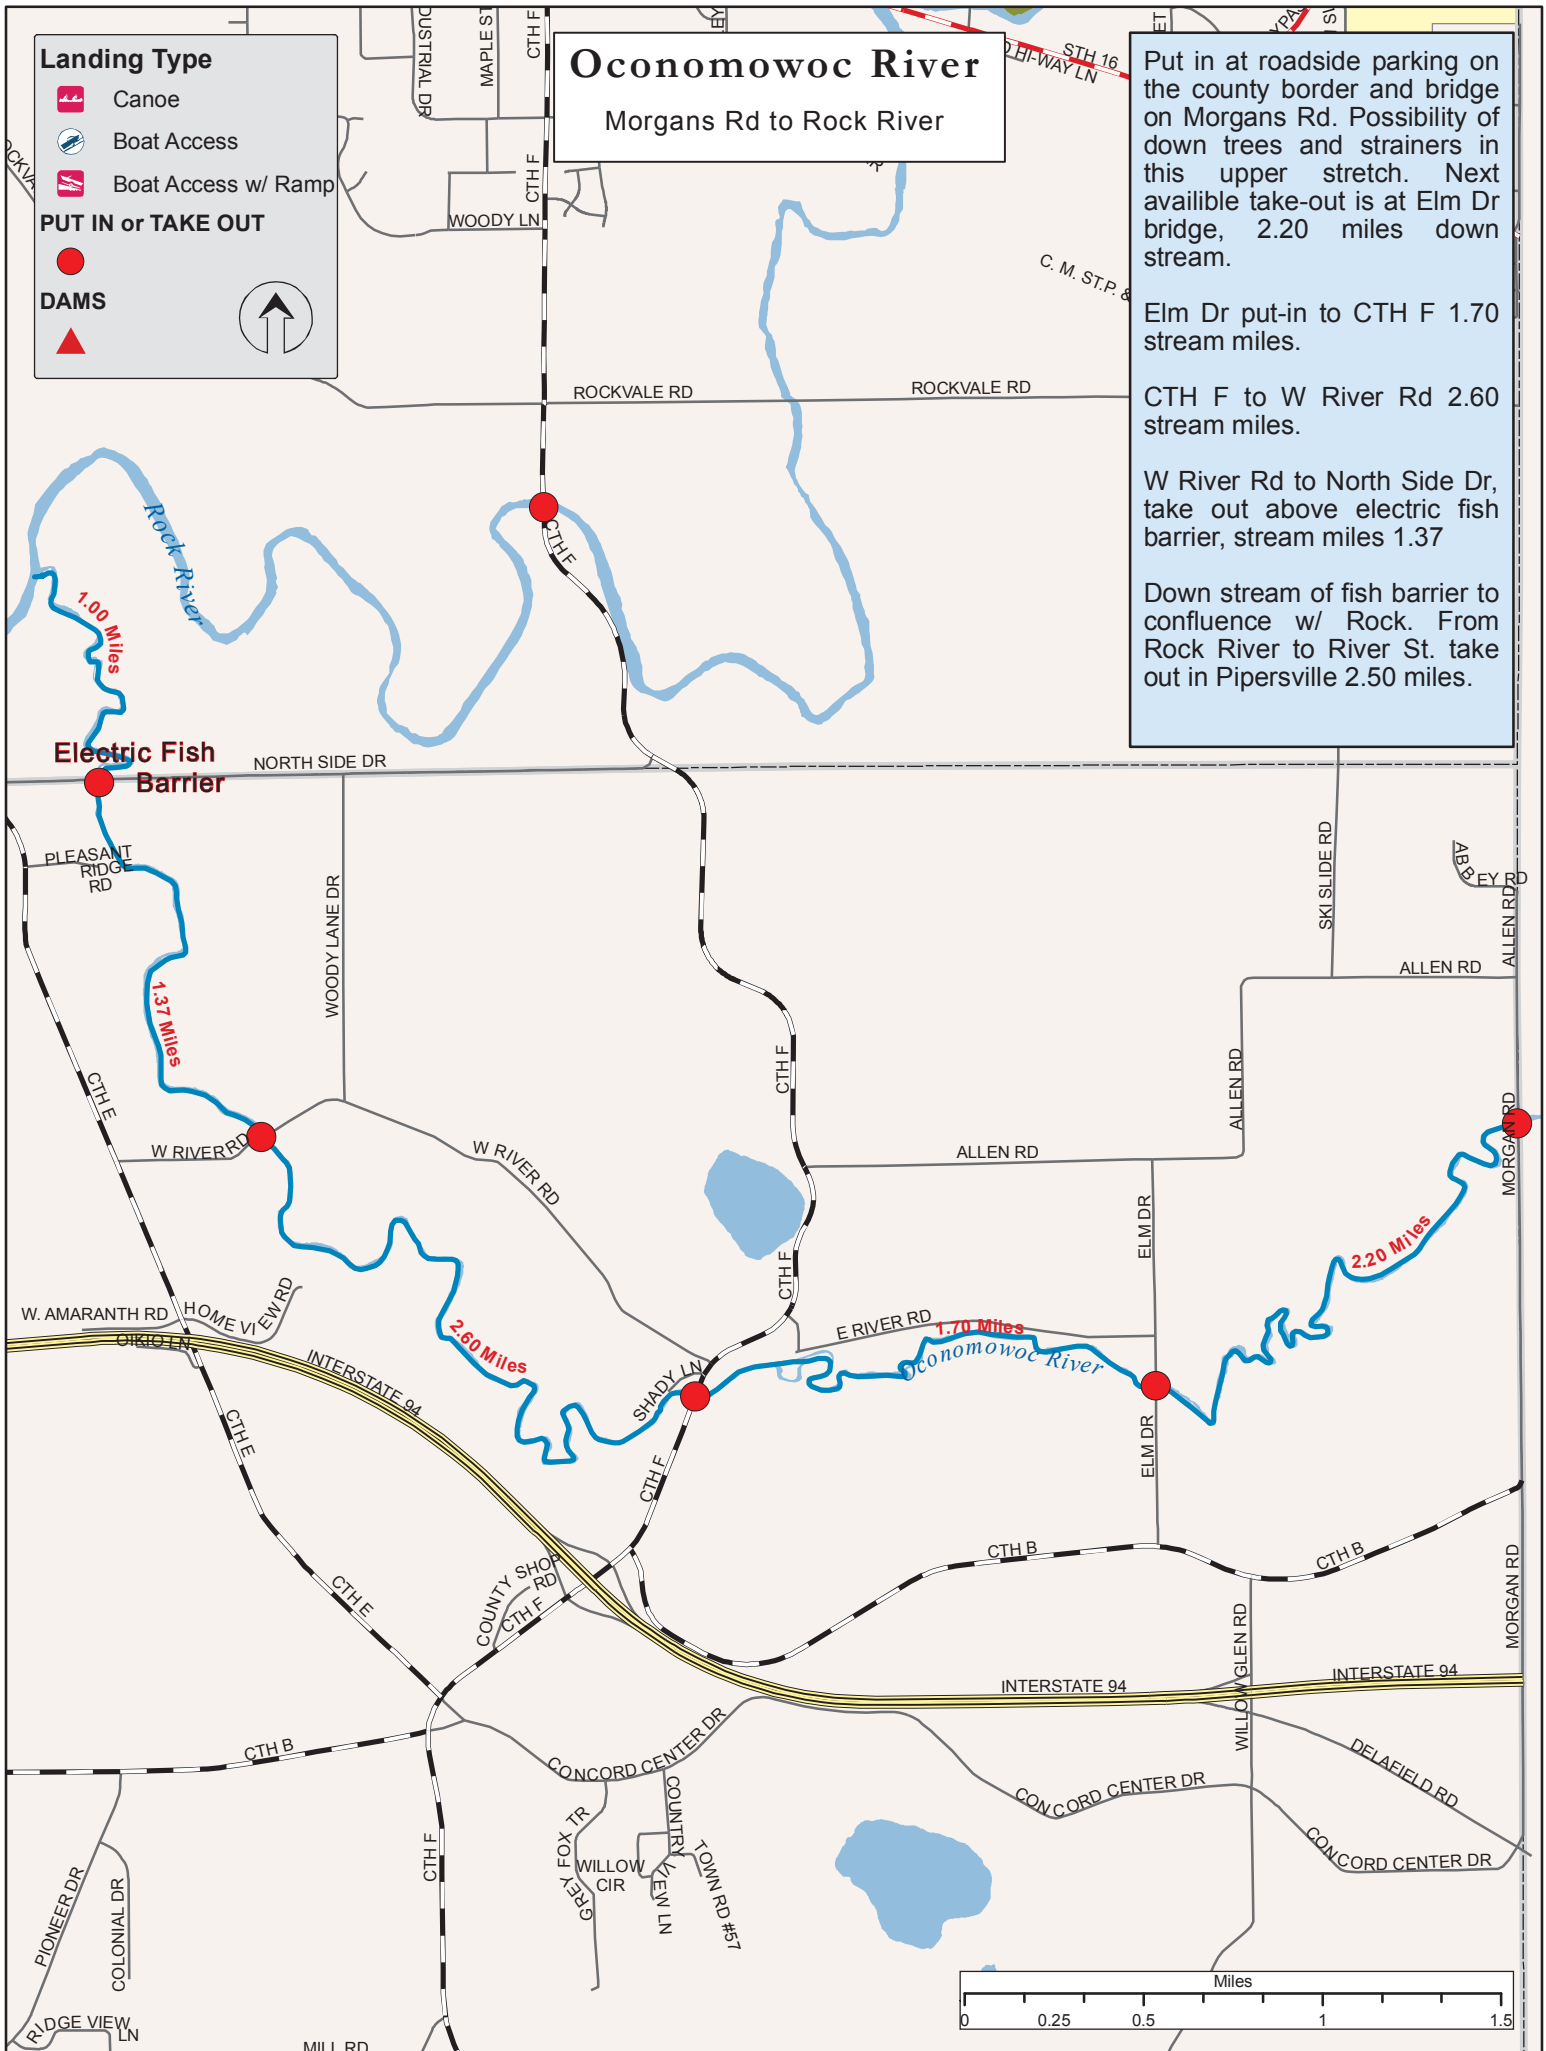 Oconomowoc River
Morgans Rd to Rock River
Landing Type
Canoe
Boat Access
Boat Access w/ Ramp
PUT IN or TAKE OUT
DAMS
Put in at roadside parking on
the county border and bridge
on Morgans Rd. Possibility of
down trees and strainers in
this upper stretch. Next
availible take-out is at Elm Dr
bridge, 2.20 miles down
stream.
Elm Dr put-in to CTH F 1.70
stream miles.
CTH F to W River Rd 2.60
stream miles.
W River Rd to North Side Dr,
take out above electric fish
barrier, stream miles 1.37
Down stream of fish barrier to
confluence w/ Rock. From
Rock River to River St. take
out in Pipersville 2.50 miles.
MAPLE ST
CTH F
STH 16
HI-WAY LN
CTH F
WOODY LN
C. M. ST.P. &
ROCKVALE RD
ROCKVALE RD
Rock River
CTH F
1.00 Miles
Electric Fish
Barrier
NORTH SIDE DR
PLEASANT
RIDGE
RD
WOODY LANE DR
SKI SLIDE RD
ABBEY RD
ALLEN RD
ALLEN RD
1.37 Miles
CTH E
CTH F
ALLEN RD
MORGAN RD
W RIVER RD
W RIVER RD
ALLEN RD
ELM DR
2.20 Miles
CTH F
W. AMARANTH RD
HOME VIEW RD
OIKIO LN
E RIVER RD
1.70 Miles
Oconomowoc River
2.60 Miles
INTERSTATE 94
SHADY LN
CTH E
ELM DR
CTH F
CTH B
CTH B
COUNTY SHOP
RD
CTH F
CTH E
MORGAN RD
WILLOW GLEN RD
INTERSTATE 94
INTERSTATE 94
CTH B
CONCORD CENTER DR
DELAFIELD RD
CONCORD CENTER DR
CONCORD CENTER DR
GREY FOX TR
COUNTRY VIEW LN
WILLOW
CIR
TOWN RD #57
CTH F
PIONEER DR
COLONIAL DR
RIDGE VIEW
LN
MILL RD
Miles
0 0.25 0.5 1 1.5